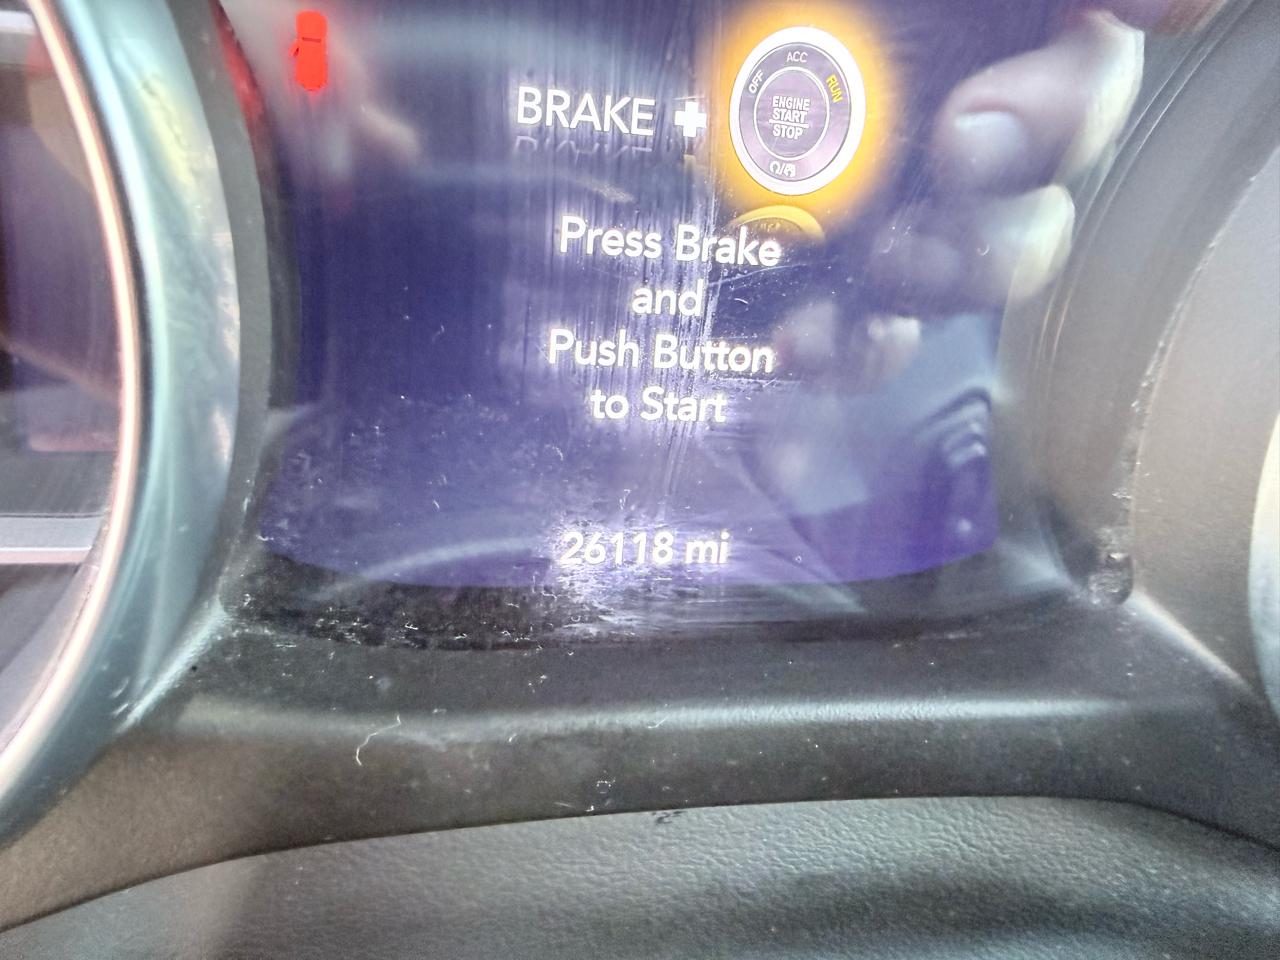 BRAKE +
OFF ACC RUN
ENGINE
START
STOP
Press Brake
and
Push Button
to Start
26118 mi